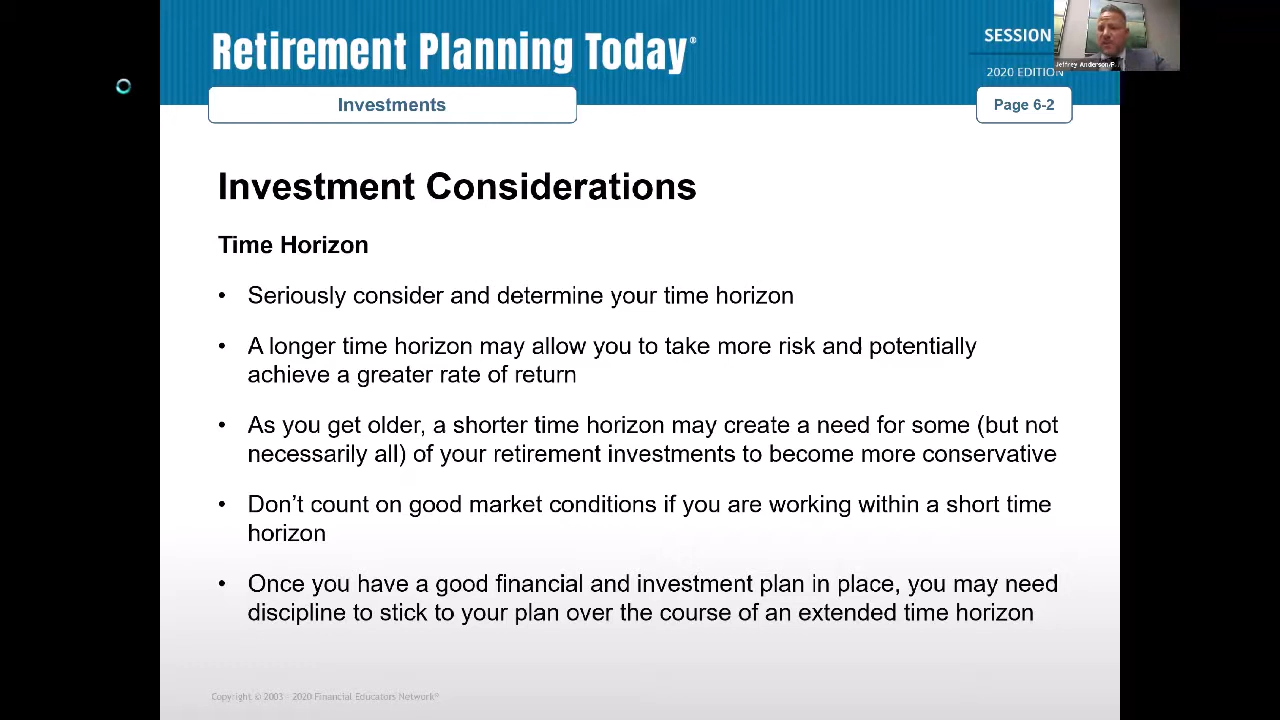 Retirement Planning Today®
SESSION
2020 EDITION
Jeffrey Anderson/P...
Investments
Page 6-2
Investment Considerations
Time Horizon
• Seriously consider and determine your time horizon
• A longer time horizon may allow you to take more risk and potentially
achieve a greater rate of return
• As you get older, a shorter time horizon may create a need for some (but not
necessarily all) of your retirement investments to become more conservative
• Don’t count on good market conditions if you are working within a short time
horizon
• Once you have a good financial and investment plan in place, you may need
discipline to stick to your plan over the course of an extended time horizon
Copyright © 2003 - 2020 Financial Educators Network®